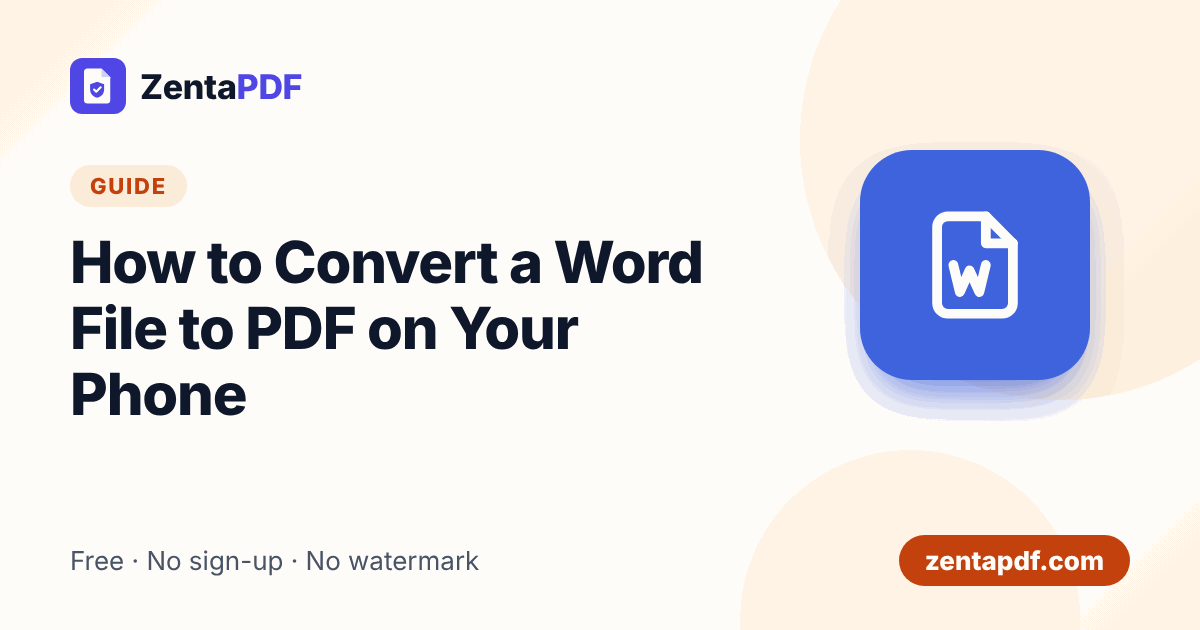 ZentaPDF
GUIDE
How to Convert a Word
File to PDF on Your
Phone
W
Free · No sign-up · No watermark
zentapdf.com